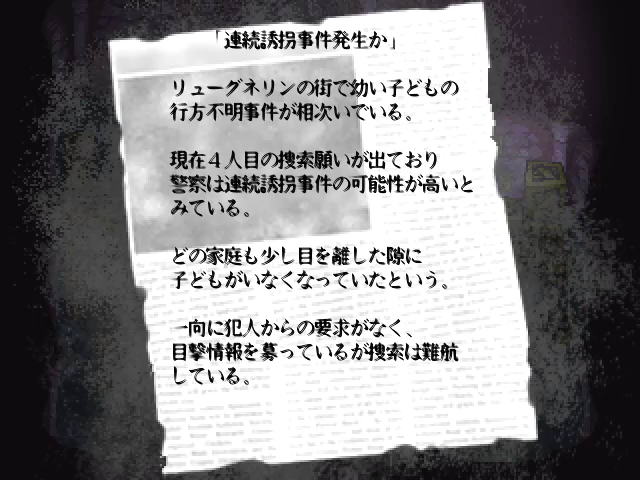 「連続誘拐事件発生か」
リューグネリンの街で幼い子どもの
行方不明事件が相次いでいる。
現在４人目の捜索願いが出ており
警察は連続誘拐事件の可能性が高いと
みている。
どの家庭も少し目を離した隙に
子どもがいなくなっていたという。
一向に犯人からの要求がなく、
目撃情報を募っているが捜索は難航
している。